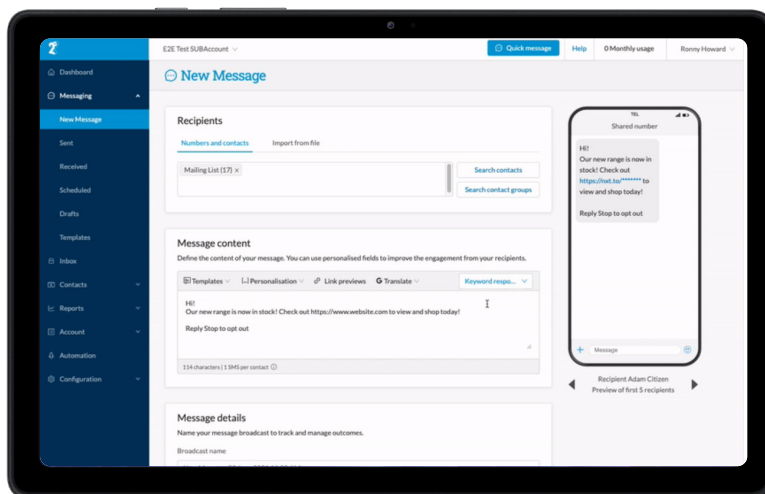 E2E Test SUBAccount
Quick message
Help
0 Monthly usage
Ronny Howard
Dashboard
Messaging
New Message
Sent
Received
Scheduled
Drafts
Templates
Inbox
Contacts
Reports
Account
Automation
Configuration
New Message
Recipients
Numbers and contacts
Import from file
Mailing List (17) x
Search contacts
Search contact groups
Message content
Define the content of your message. You can use personalised fields to improve the engagement from your recipients.
Templates
Personalisation
Link previews
G Translate
Keyword respo...
Hi!
Our new range is now in stock! Check out https://www.website.com to view and shop today!
Reply Stop to opt out
114 characters | 1 SMS per contact
Message details
Name your message broadcast to track and manage outcomes.
Broadcast name
TEL
Shared number
Hi!
Our new range is now in
stock! Check out
https://nxt.to/******* to
view and shop today!
Reply Stop to opt out
Message
Recipient Adam Citizen
Preview of first 5 recipients